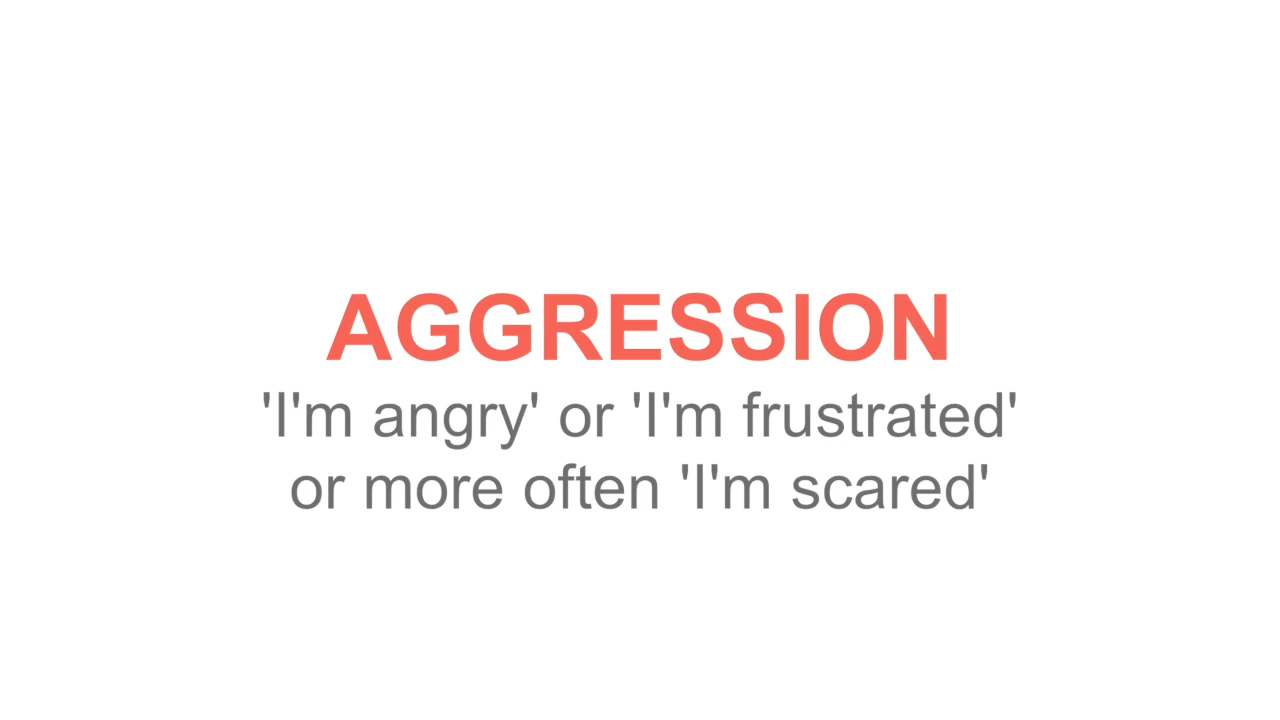 AGGRESSION
'I'm angry' or 'I'm frustrated'
or more often 'I'm scared'